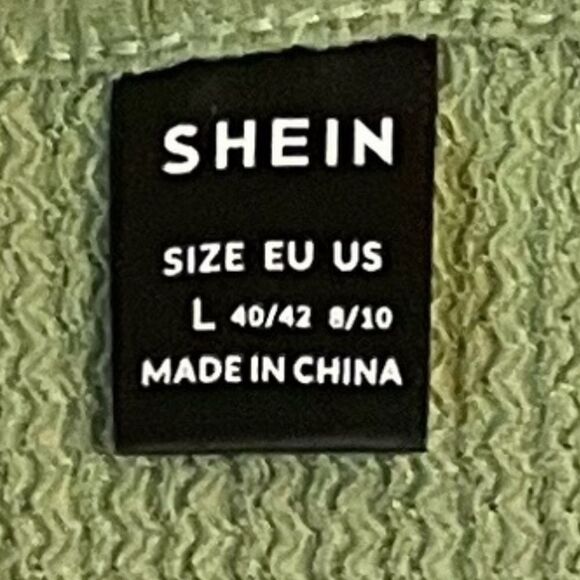 SHEIN
SIZE EU US
L 40/42 8/10
MADE IN CHINA